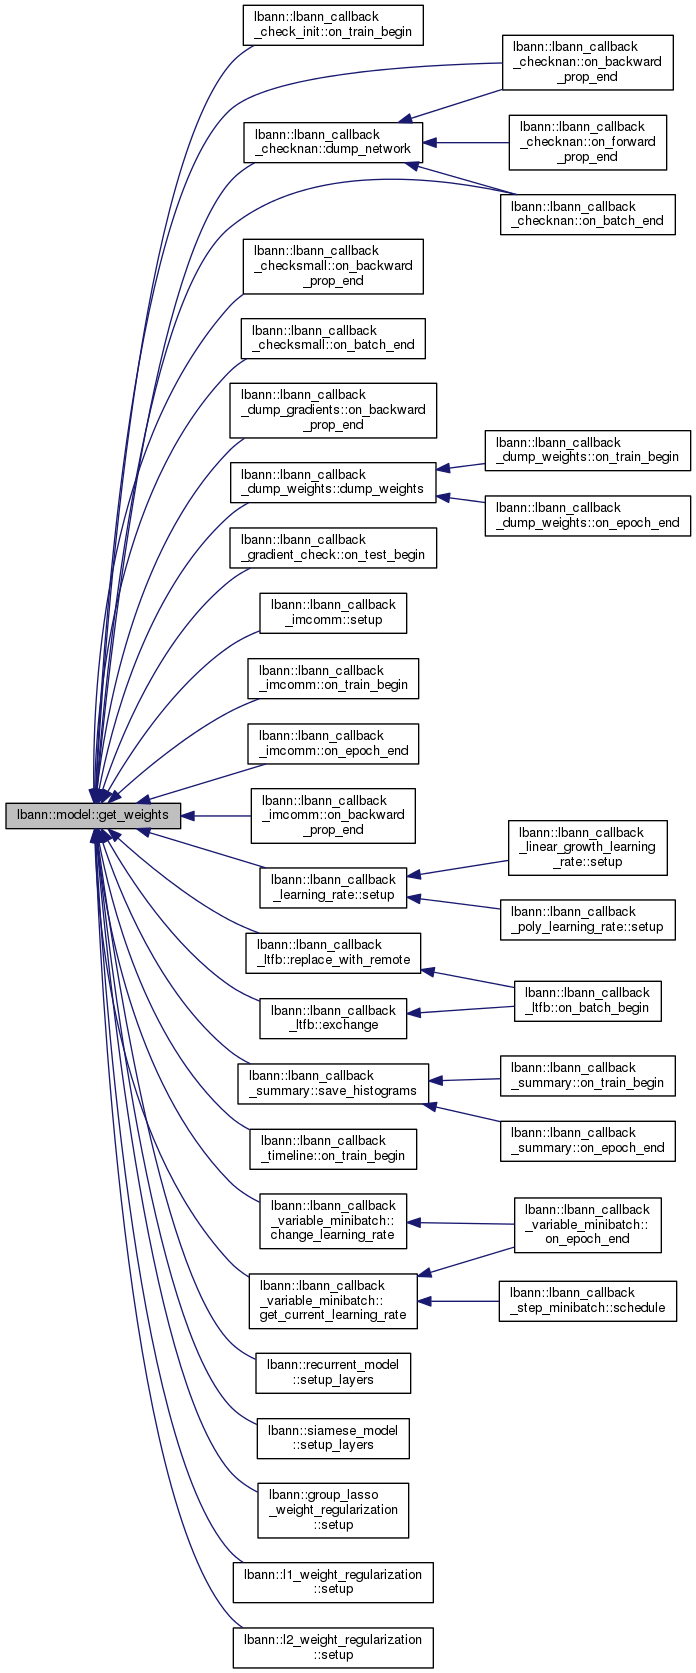 lbann::lbann_callback
_check_init::on_train_begin
lbann::lbann_callback
_checknan::on_backward
_prop_end
lbann::lbann_callback
_checknan::dump_network
lbann::lbann_callback
_checknan::on_forward
_prop_end
lbann::lbann_callback
_checknan::on_batch_end
lbann::lbann_callback
_checksmall::on_backward
_prop_end
lbann::lbann_callback
_checksmall::on_batch_end
lbann::lbann_callback
_dump_gradients::on_backward
_prop_end
lbann::lbann_callback
_dump_weights::dump_weights
lbann::lbann_callback
_dump_weights::on_train_begin
lbann::lbann_callback
_dump_weights::on_epoch_end
lbann::lbann_callback
_gradient_check::on_test_begin
lbann::lbann_callback
_imcomm::setup
lbann::lbann_callback
_imcomm::on_train_begin
lbann::lbann_callback
_imcomm::on_epoch_end
lbann::model::get_weights
lbann::lbann_callback
_imcomm::on_backward
_prop_end
lbann::lbann_callback
_learning_rate::setup
lbann::lbann_callback
_linear_growth_learning
_rate::setup
lbann::lbann_callback
_poly_learning_rate::setup
lbann::lbann_callback
_ltfb::replace_with_remote
lbann::lbann_callback
_ltfb::exchange
lbann::lbann_callback
_ltfb::on_batch_begin
lbann::lbann_callback
_summary::save_histograms
lbann::lbann_callback
_summary::on_train_begin
lbann::lbann_callback
_summary::on_epoch_end
lbann::lbann_callback
_timeline::on_train_begin
lbann::lbann_callback
_variable_minibatch::
change_learning_rate
lbann::lbann_callback
_variable_minibatch::
on_epoch_end
lbann::lbann_callback
_variable_minibatch::
get_current_learning_rate
lbann::lbann_callback
_step_minibatch::schedule
lbann::recurrent_model
::setup_layers
lbann::siamese_model
::setup_layers
lbann::group_lasso
_weight_regularization
::setup
lbann::l1_weight_regularization
::setup
lbann::l2_weight_regularization
::setup